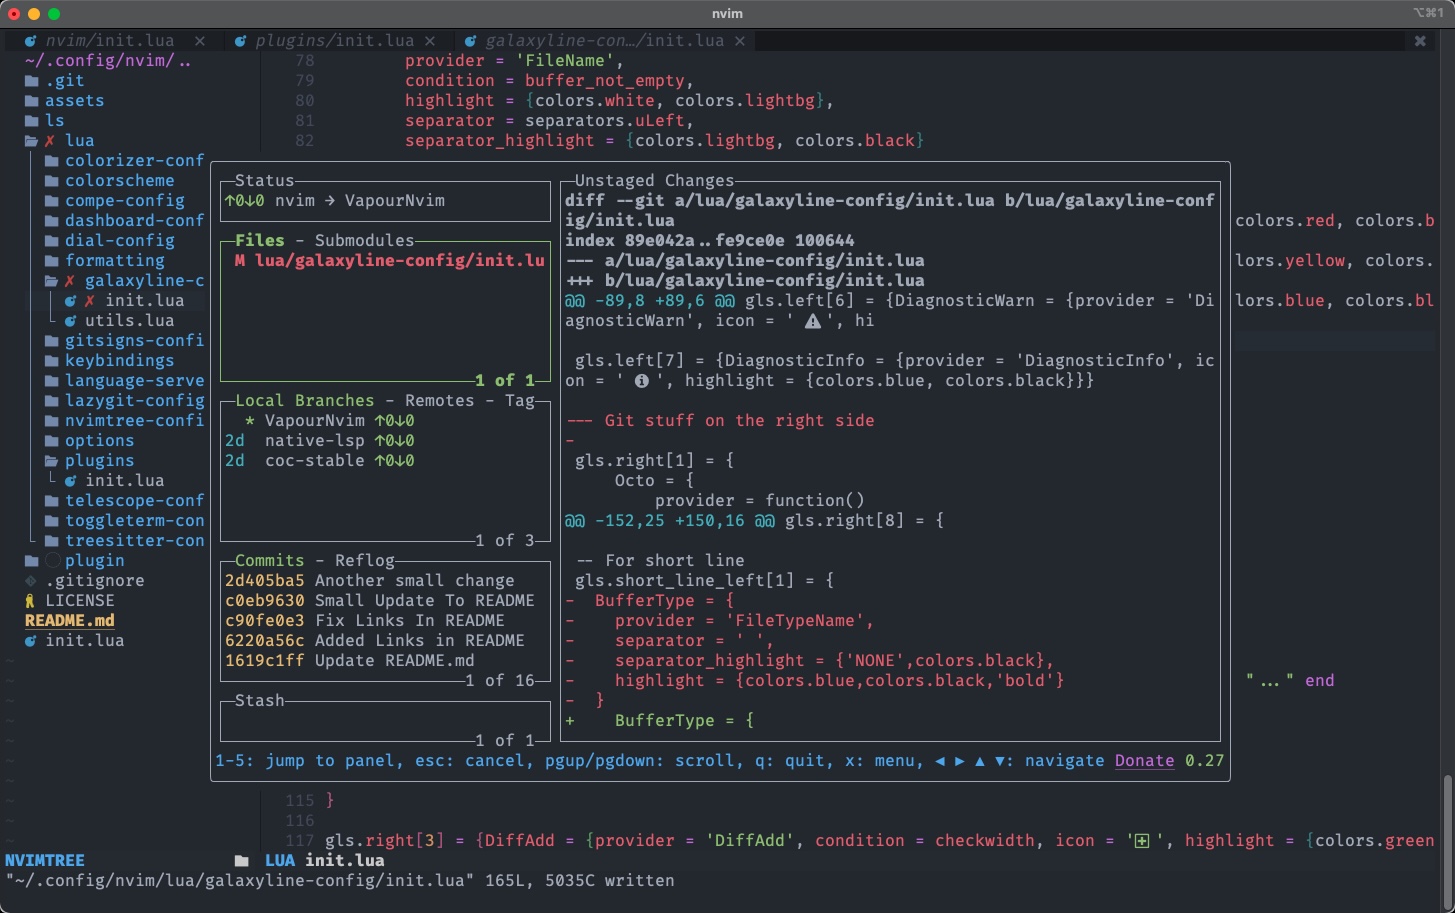 nvim
⌥⌘1
nvim/init.lua × plugins/init.lua × galaxyline-con…/init.lua ×
~/.config/nvim/..
.git
assets
ls
✗ lua
colorizer-conf
colorscheme
compe-config
dashboard-conf
dial-config
formatting
✗ galaxyline-c
✗ init.lua
utils.lua
gitsigns-confi
keybindings
language-serve
lazygit-config
nvimtree-confi
options
plugins
init.lua
telescope-conf
toggleterm-con
treesitter-con
plugin
.gitignore
LICENSE
README.md
init.lua
78 provider = 'FileName',
79 condition = buffer_not_empty,
80 highlight = {colors.white, colors.lightbg},
81 separator = separators.uLeft,
82 separator_highlight = {colors.lightbg, colors.black}
Status
↑0↓0 nvim → VapourNvim
Files - Submodules
M lua/galaxyline-config/init.lu
1 of 1
Local Branches - Remotes - Tag
* VapourNvim ↑0↓0
2d native-lsp ↑0↓0
2d coc-stable ↑0↓0
1 of 3
Commits - Reflog
2d405ba5 Another small change
c0eb9630 Small Update To README
c90fe0e3 Fix Links In README
6220a56c Added Links in README
1619c1ff Update README.md
1 of 16
Stash
1 of 1
Unstaged Changes
diff --git a/lua/galaxyline-config/init.lua b/lua/galaxyline-conf
ig/init.lua
index 89e042a..fe9ce0e 100644
--- a/lua/galaxyline-config/init.lua
+++ b/lua/galaxyline-config/init.lua
@@ -89,8 +89,6 @@ gls.left[6] = {DiagnosticWarn = {provider = 'Di
agnosticWarn', icon = ' ⚠ ', hi
gls.left[7] = {DiagnosticInfo = {provider = 'DiagnosticInfo', ic
on = ' ℹ ', highlight = {colors.blue, colors.black}}}
--- Git stuff on the right side
-
gls.right[1] = {
Octo = {
provider = function()
@@ -152,25 +150,16 @@ gls.right[8] = {
-- For short line
gls.short_line_left[1] = {
- BufferType = {
- provider = 'FileTypeName',
- separator = ' ',
- separator_highlight = {'NONE',colors.black},
- highlight = {colors.blue,colors.black,'bold'}
- }
+ BufferType = {
1-5: jump to panel, esc: cancel, pgup/pgdown: scroll, q: quit, x: menu, ◄ ► ▲ ▼: navigate Donate 0.27
colors.red, colors.b
lors.yellow, colors.
lors.blue, colors.bl
"..." end
115 }
116
117 gls.right[3] = {DiffAdd = {provider = 'DiffAdd', condition = checkwidth, icon = '⊞ ', highlight = {colors.green
NVIMTREE LUA init.lua
"~/.config/nvim/lua/galaxyline-config/init.lua" 165L, 5035C written